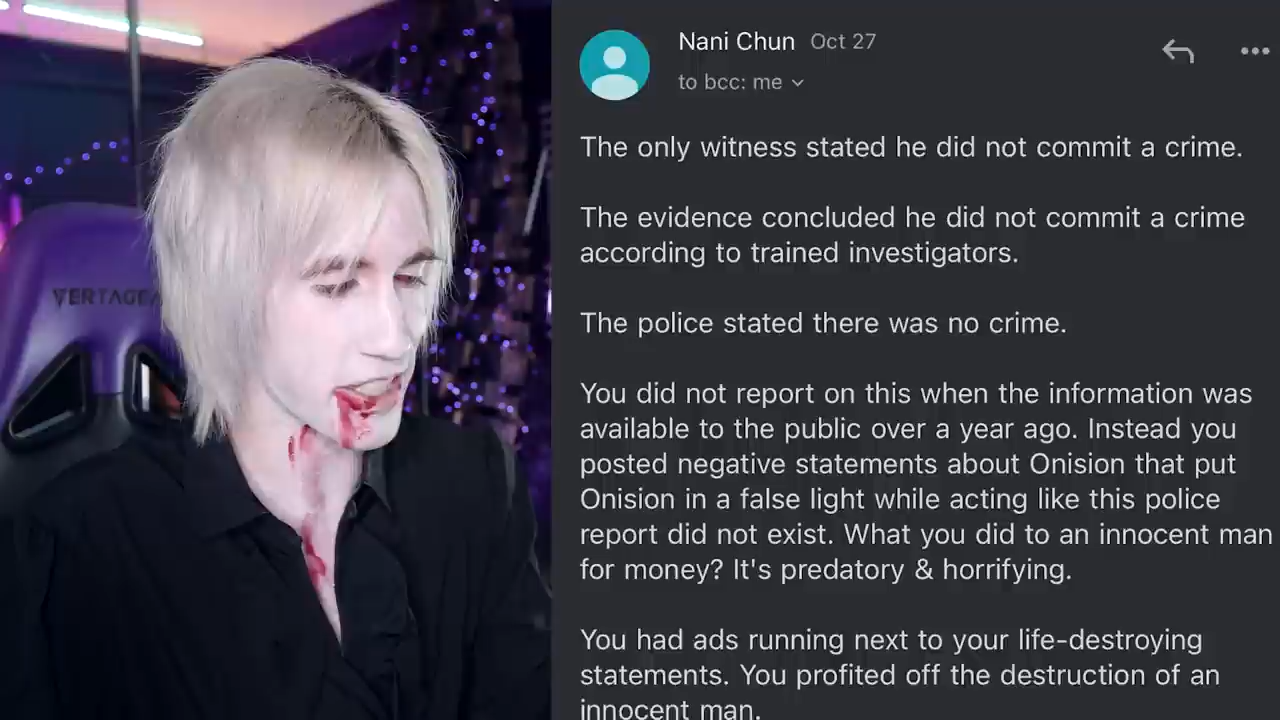 VERTAGEA
Nani Chun Oct 27
to bcc: me
The only witness stated he did not commit a crime.
The evidence concluded he did not commit a crime
according to trained investigators.
The police stated there was no crime.
You did not report on this when the information was
available to the public over a year ago. Instead you
posted negative statements about Onision that put
Onision in a false light while acting like this police
report did not exist. What you did to an innocent man
for money? It's predatory & horrifying.
You had ads running next to your life-destroying
statements. You profited off the destruction of an
innocent man.